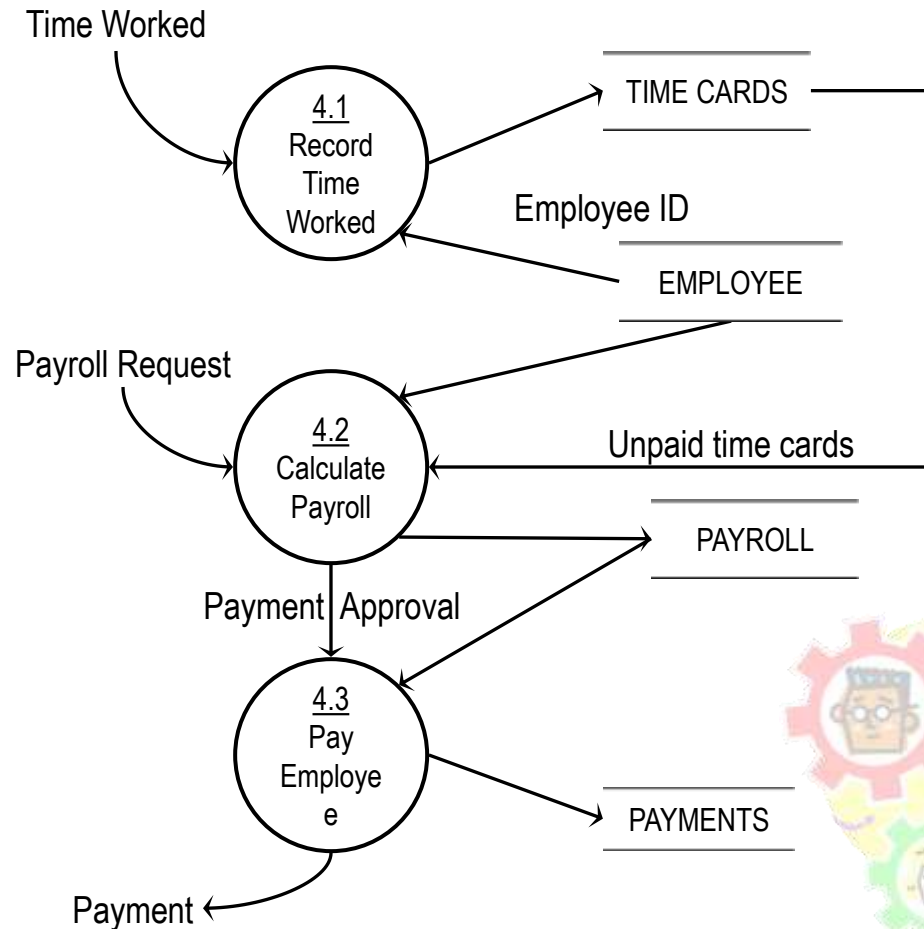 Time Worked
4.1
Record
Time
Worked
TIME CARDS
Employee ID
EMPLOYEE
Payroll Request
4.2
Calculate
Payroll
Unpaid time cards
PAYROLL
Payment Approval
4.3
Pay
Employe
e
PAYMENTS
Payment